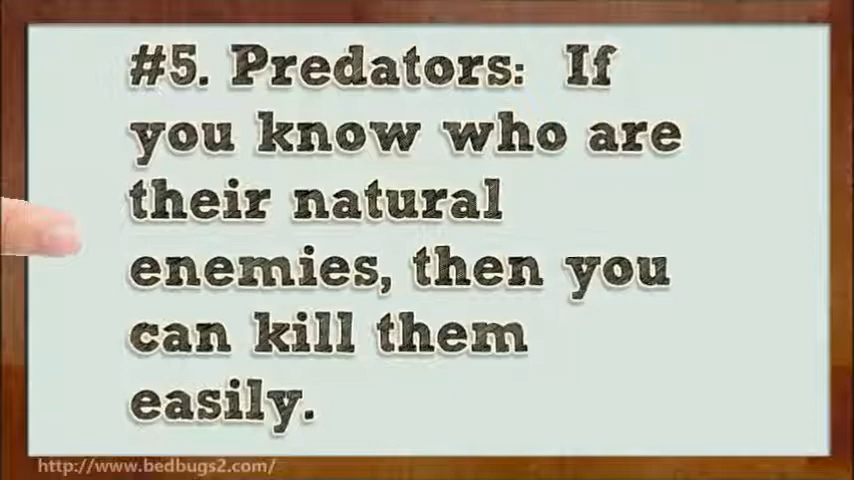 #5. Predators: If
you know who are
their natural
enemies, then you
can kill them
easily.
http://www.bedbugs2.com/